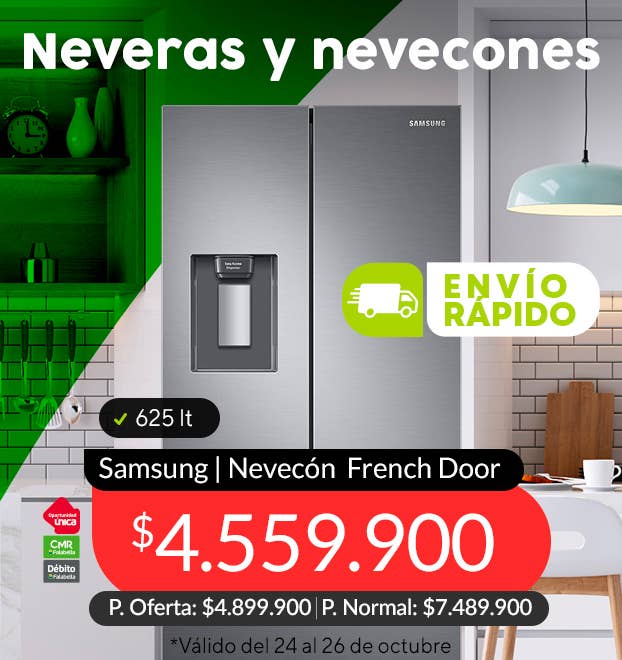 Neveras y nevecones
SAMSUNG
ENVÍO
RÁPIDO
625 lt
Samsung | Nevecón French Door
Oportunidad
única
$4.559.900
CMR
Falabella
Débito
Falabella
P. Oferta: $4.899.900 | P. Normal: $7.489.900
*Válido del 24 al 26 de octubre